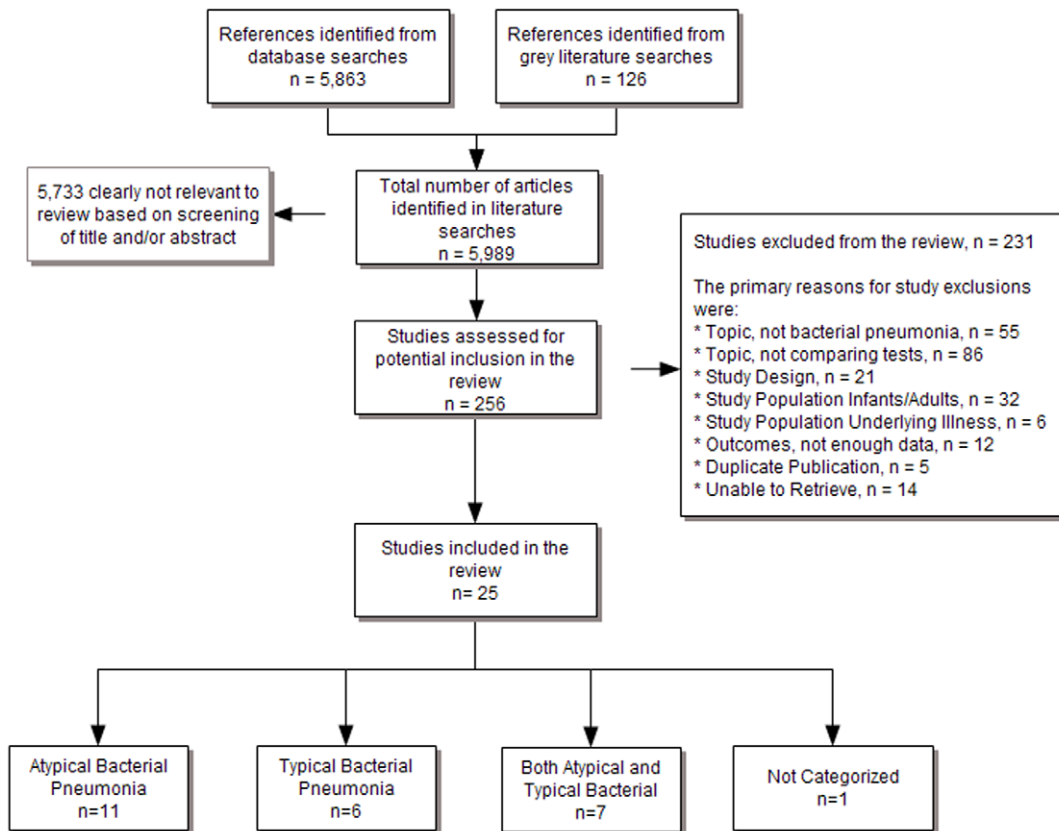 References identified from
database searches
n = 5,863
References identified from
grey literature searches
n = 126
5,733 clearly not relevant to
review based on screening
of title and/or abstract
Total number of articles
identified in literature
searches
n = 5,989
Studies excluded from the review, n = 231
The primary reasons for study exclusions
were:
* Topic, not bacterial pneumonia, n = 55
* Topic, not comparing tests, n = 86
* Study Design, n = 21
* Study Population Infants/Adults, n = 32
* Study Population Underlying Illness, n = 6
* Outcomes, not enough data, n = 12
* Duplicate Publication, n = 5
* Unable to Retrieve, n = 14
Studies assessed for
potential inclusion in the
review
n = 256
Studies included in the
review
n= 25
Atypical Bacterial
Pneumonia
n=11
Typical Bacterial
Pneumonia
n=6
Both Atypical and
Typical Bacterial
n=7
Not Categorized
n=1